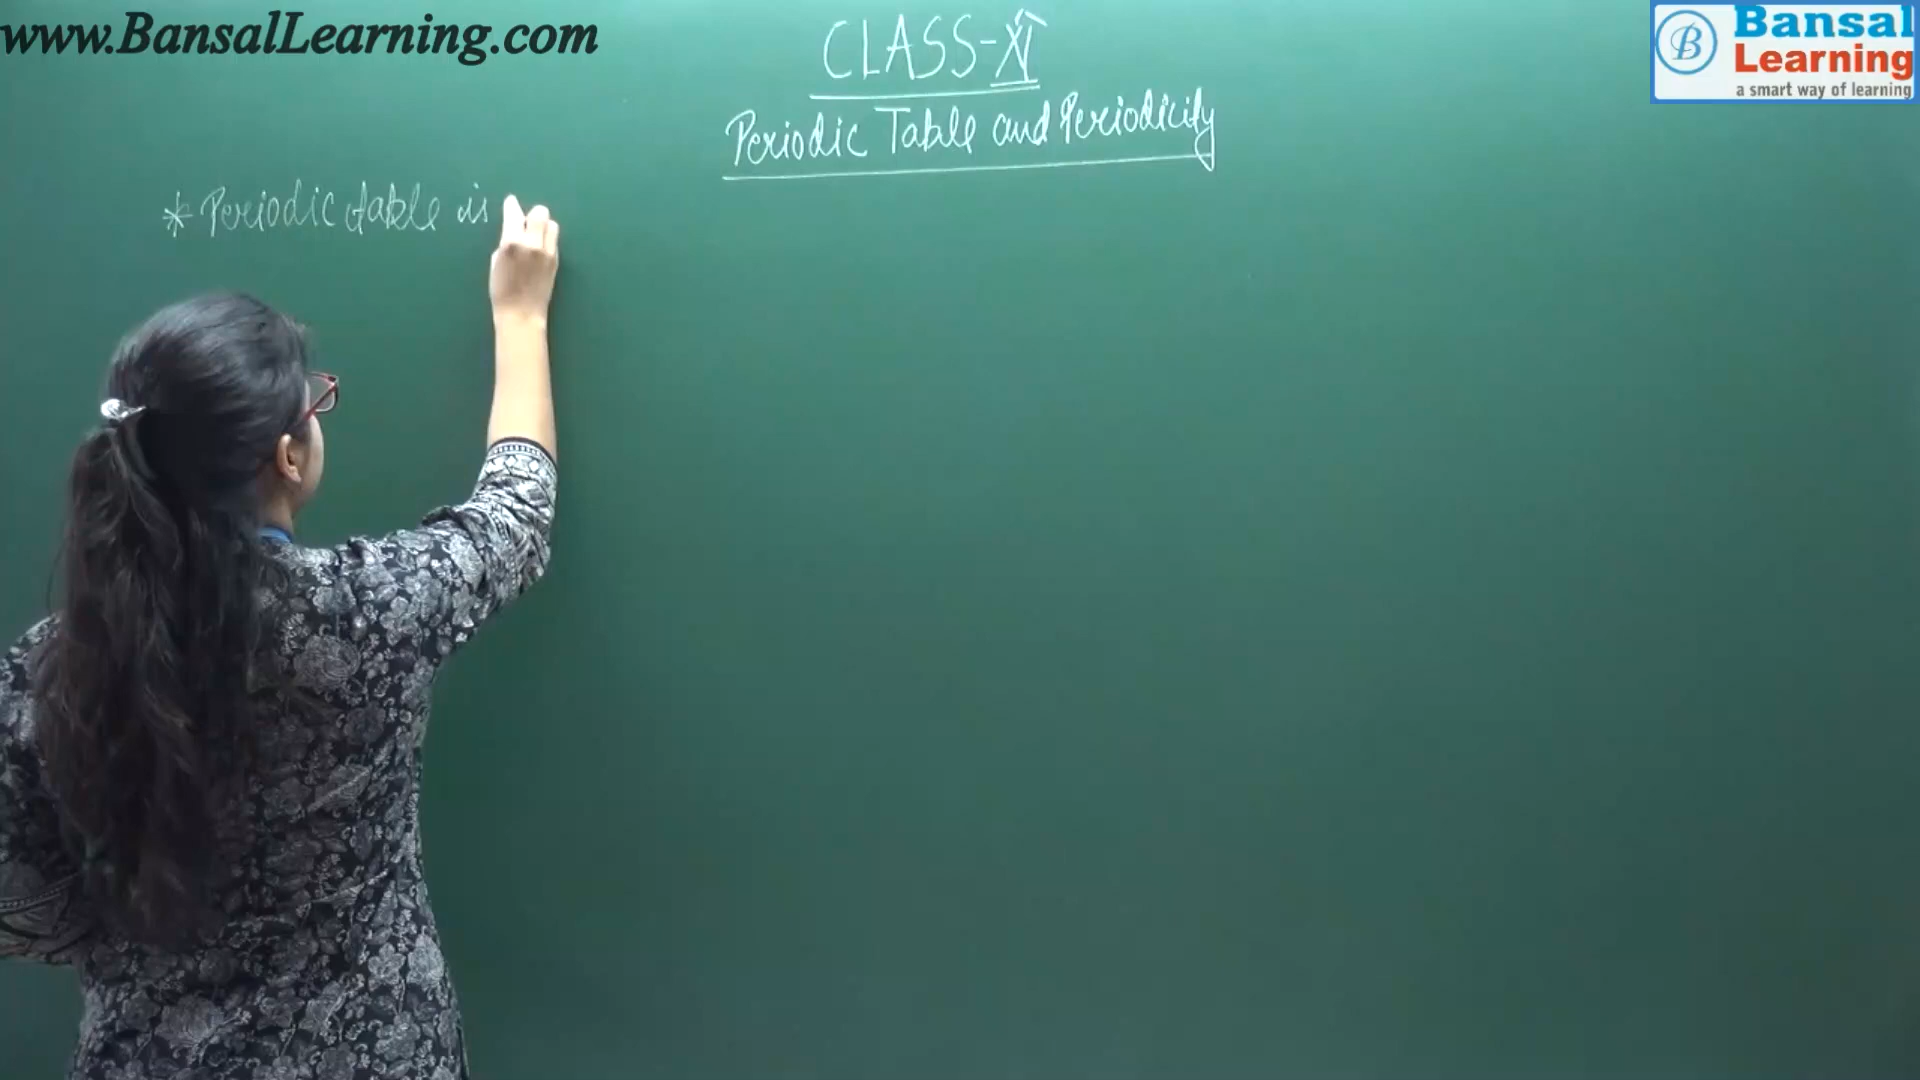 www.BansalLearning.com
CLASS-XI
Periodic Table and Periodicity
* Periodic table is
B
Bansal
Learning
a smart way of learning